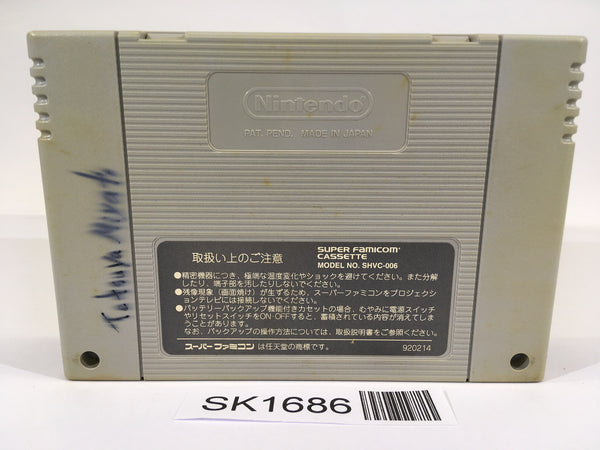 Nintendo
PAT. PEND. MADE IN JAPAN
Tatsuya
取扱い上のご注意
SUPER FAMICOM
CASSETTE
MODEL NO. SHVC-006
●精密機器につき、極端な温度変化やショックを避けてください。また分解
したり、端子部を汚したりしないでください。
●残像現象(画面焼け)が生ずるため、スーパーファミコンをプロジェクシ
ョンテレビには接続しないでください。
●バッテリーバックアップ機能付きカセットの場合、むやみに電源スイッチ
やリセットスイッチをON・OFFすると、蓄積されている内容が消えてしま
うことがあります。
なお、バックアップの操作方法については、取扱説明書をご参照ください。
スーパーファミコン は任天堂の商標です。
920214
SK1686